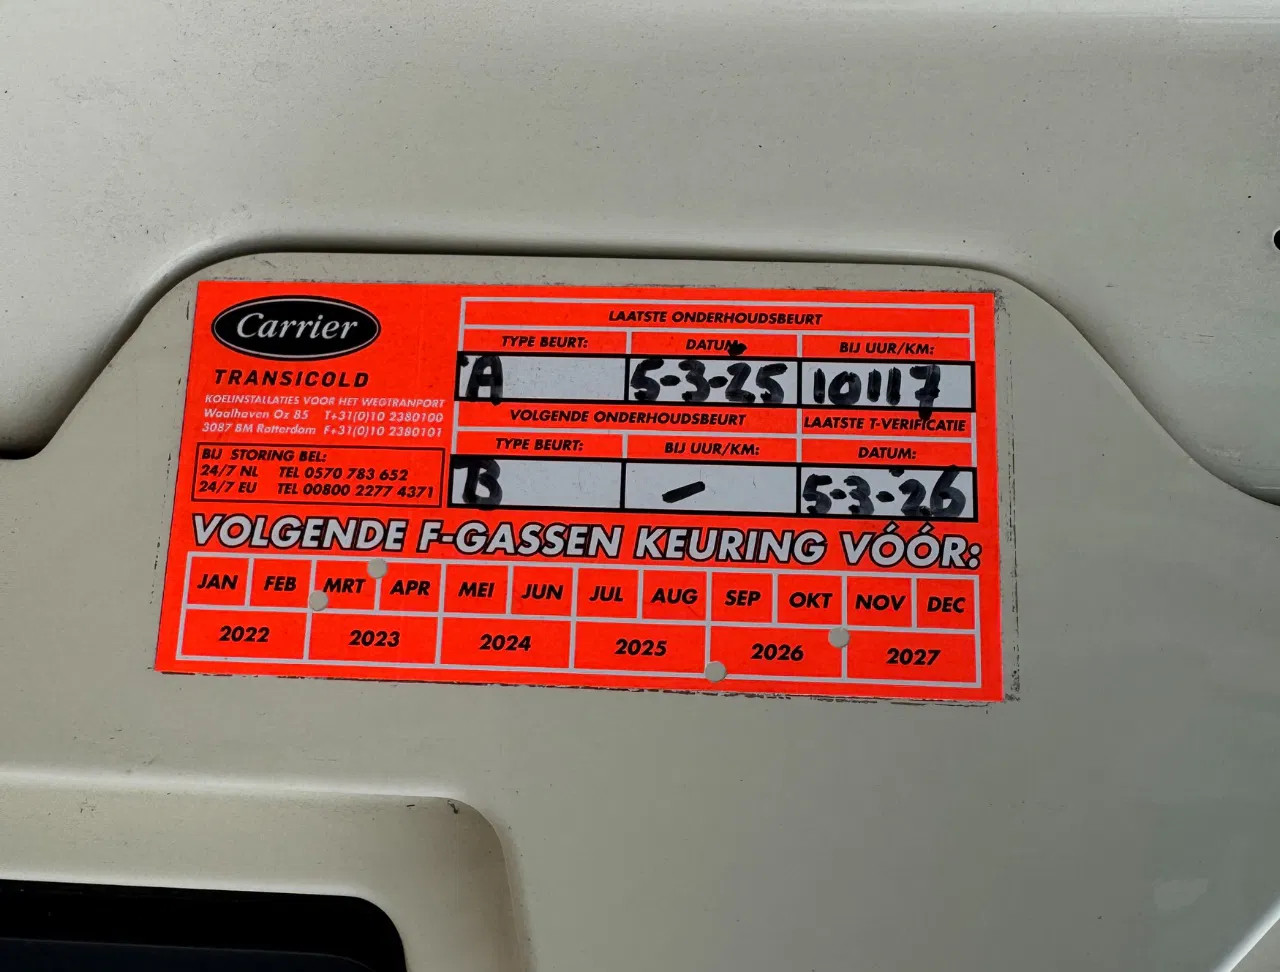 Carrier
TRANSICOLD
KOELINSTALLATIES VOOR HET WEGTRANPORT
Waalhaven Oz 85 T+31(0)10 2380100
3087 BM Rotterdam F+31(0)10 2380101
BIJ STORING BEL:
24/7 NL TEL 0570 783 652
24/7 EU TEL 00800 2277 4371
LAATSTE ONDERHOUDSBEURT
TYPE BEURT: DATUM: BIJ UUR/KM:
A 5-3-25 10117
VOLGENDE ONDERHOUDSBEURT LAATSTE T-VERIFICATIE
TYPE BEURT: BIJ UUR/KM: DATUM:
B - 5-3-26
VOLGENDE F-GASSEN KEURING VÓÓR:
JAN FEB MRT APR MEI JUN JUL AUG SEP OKT NOV DEC
2022 2023 2024 2025 2026 2027